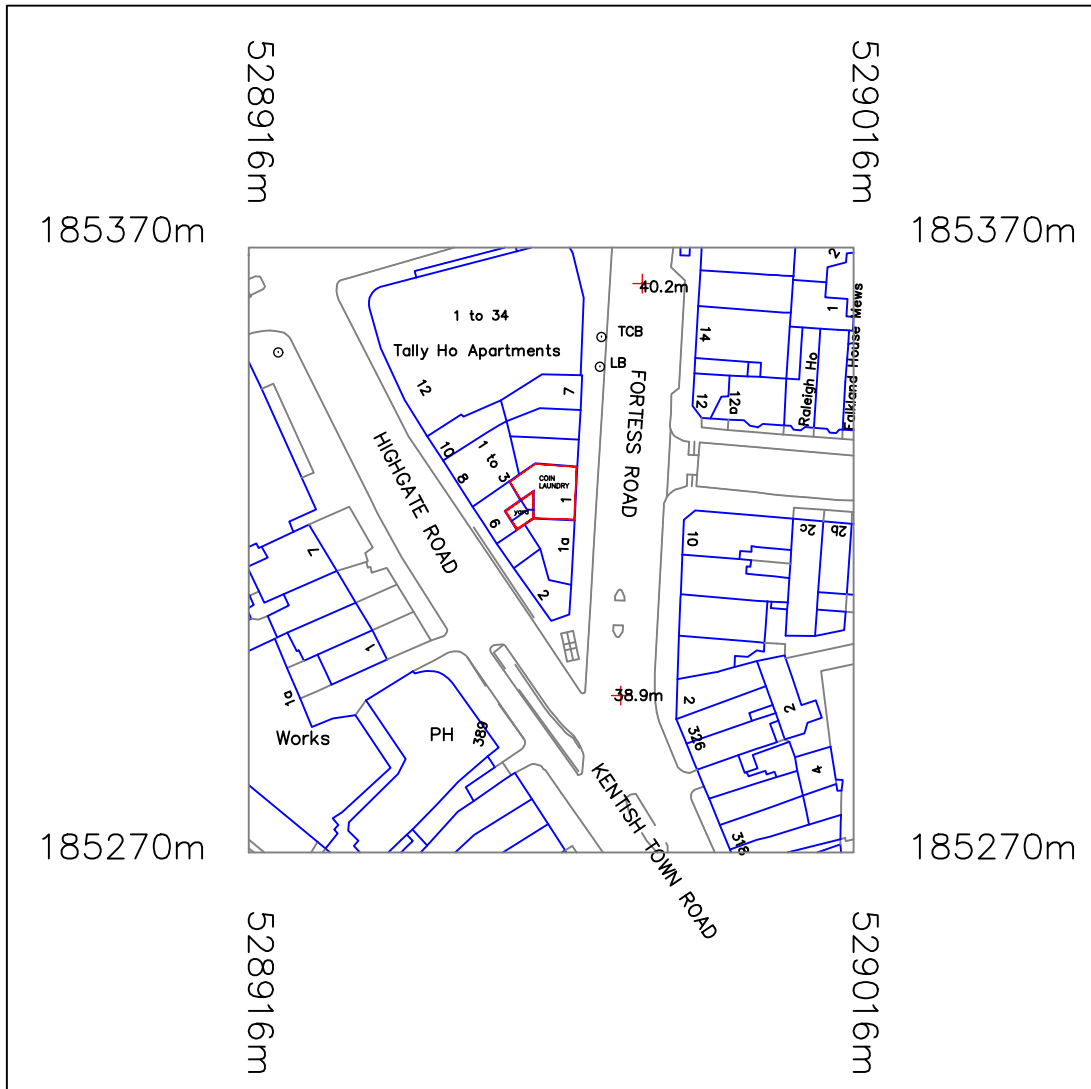 528916m
529016m
185370m
185370m
40.2m
1 to 34
TCB
Tally Ho Apartments
LB
14
2
1
Falkland House Mews
Raleigh Ho
12
12a
12
7
FORTESS ROAD
HIGHGATE ROAD
10
8
1 to 3
COIN
LAUNDRY
1
yard
6
1a
2
10
2c
2b
7
1
1a
Works
PH
389
38.9m
2
326
2
4
318
KENTISH TOWN ROAD
185270m
185270m
528916m
529016m